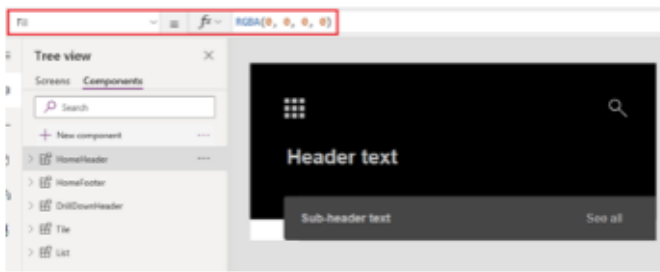 Fill = fx RGBA(0, 0, 0, 0)
Tree view
Screens Components
Search
New component
HomeHeader
HomeFooter
DrillDownHeader
Tile
List
Header text
Sub-header text See all